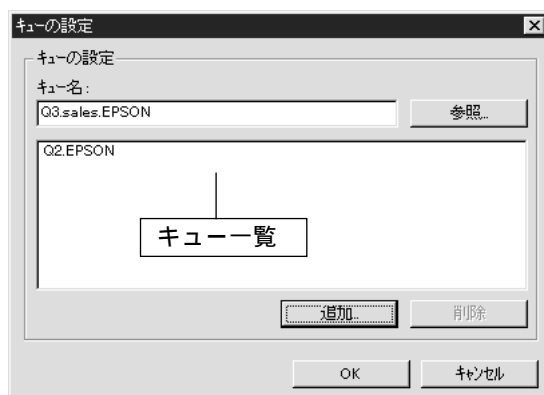 キューの設定
キューの設定
キュー名:
Q3.sales.EPSON
参照...
Q2.EPSON
キュー一覧
追加...
削除
OK
キャンセル